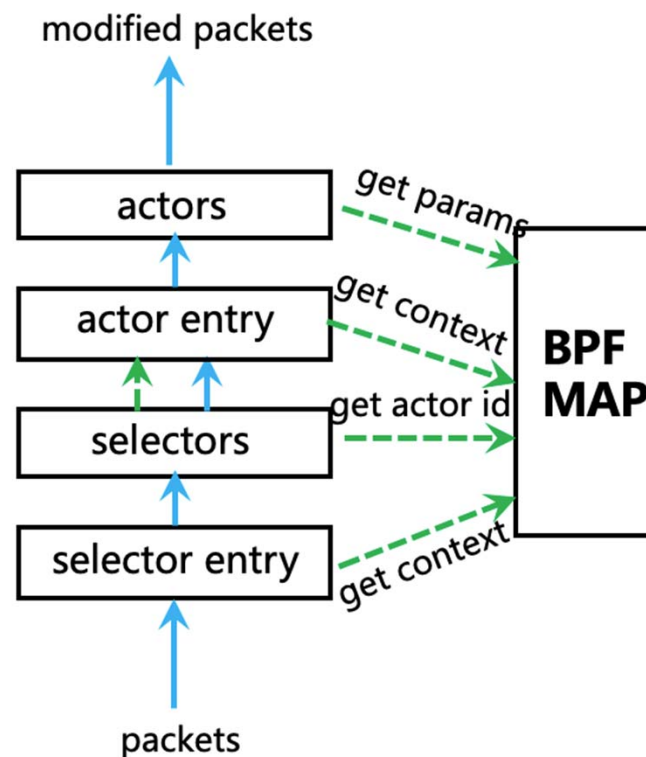 modified packets
actors
get params
actor entry
get context
BPF
MAP
selectors
get actor id
selector entry
get context
packets